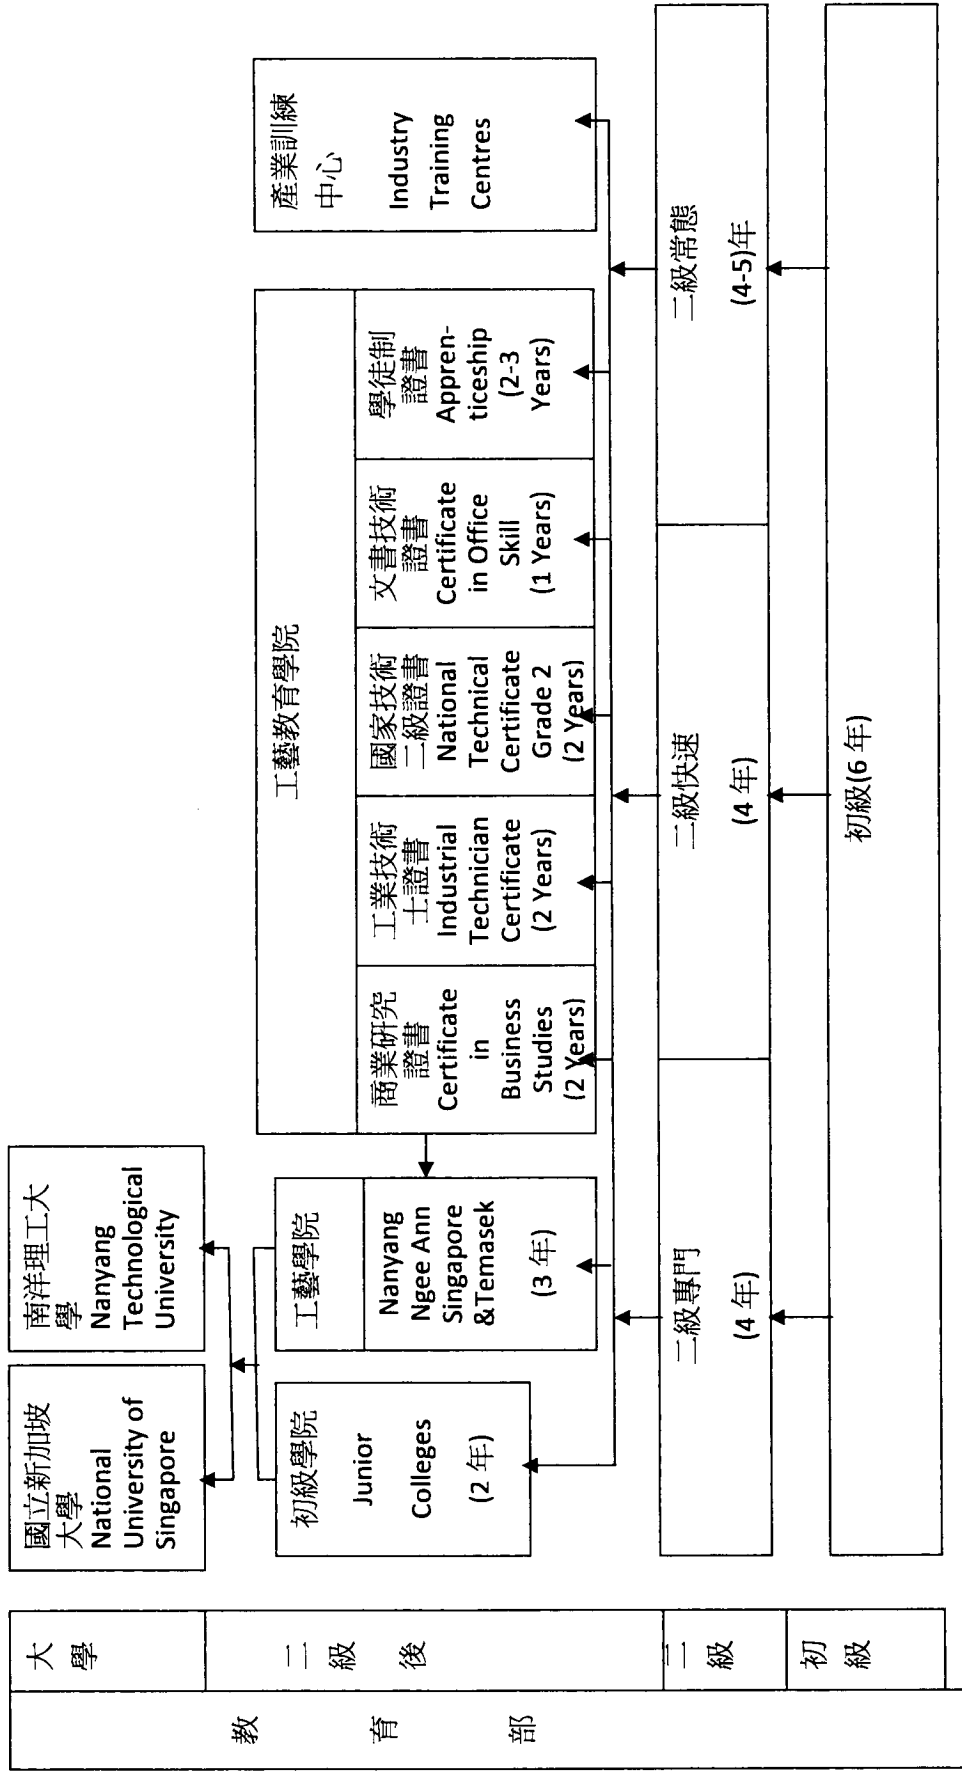 教育部
大學
二級後
二級
初級
國立新加坡
大學
National
University of
Singapore
南洋理工大
學
Nanyang
Technological
University
初級學院
Junior
Colleges
(2 年)
工藝學院
Nanyang
Ngee Ann
Singapore
&Temasek
(3 年)
工藝教育學院
商業研究
證書
Certificate
in
Business
Studies
(2 Years)
工業技術
士證書
Industrial
Technician
Certificate
(2 Years)
國家技術
二級證書
National
Technical
Certificate
Grade 2
(2 Years)
文書技術
證書
Certificate
in Office
Skill
(1 Years)
學徒制
證書
Appren-
ticeship
(2-3
Years)
產業訓練
中心
Industry
Training
Centres
二級專門
(4 年)
二級快速
(4 年)
二級常態
(4-5)年
初級(6 年)